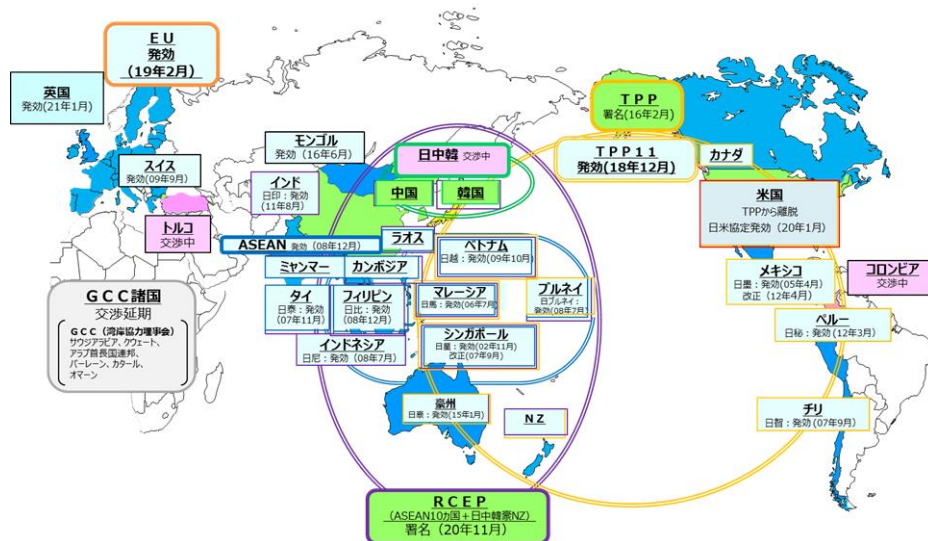 EU
発効
(19年2月)
英国
発効(21年1月)
スイス
発効(09年9月)
トルコ
交渉中
GCC諸国
交渉延期
GCC（湾岸協力理事会）
サウジアラビア、クウェート、
アラブ首長国連邦、
バーレーン、カタール、
オマーン
モンゴル
発効（16年6月）
インド
日印：発効
(11年8月)
日中韓 交渉中
中国
韓国
ASEAN 発効（08年12月）
ラオス
ミャンマー
カンボジア
ベトナム
日越：発効(09年10月)
タイ
日泰：発効
(07年11月)
フィリピン
日比：発効
(08年12月)
マレーシア
日馬：発効(06年7月)
ブルネイ
日ブルネイ：
発効(08年7月)
インドネシア
日尼：発効（08年7月）
シンガポール
日星：発効(02年11月)
改正(07年9月)
豪州
日豪：発効(15年1月)
NZ
RCEP
（ASEAN10カ国＋日中韓豪NZ）
署名（20年11月）
TPP
署名(16年2月)
TPP11
発効(18年12月)
カナダ
米国
TPPから離脱
日米協定発効（20年1月）
メキシコ
日墨：発効(05年4月)
改正（12年4月）
コロンビア
交渉中
ペルー
日秘：発効（12年3月）
チリ
日智：発効(07年9月)